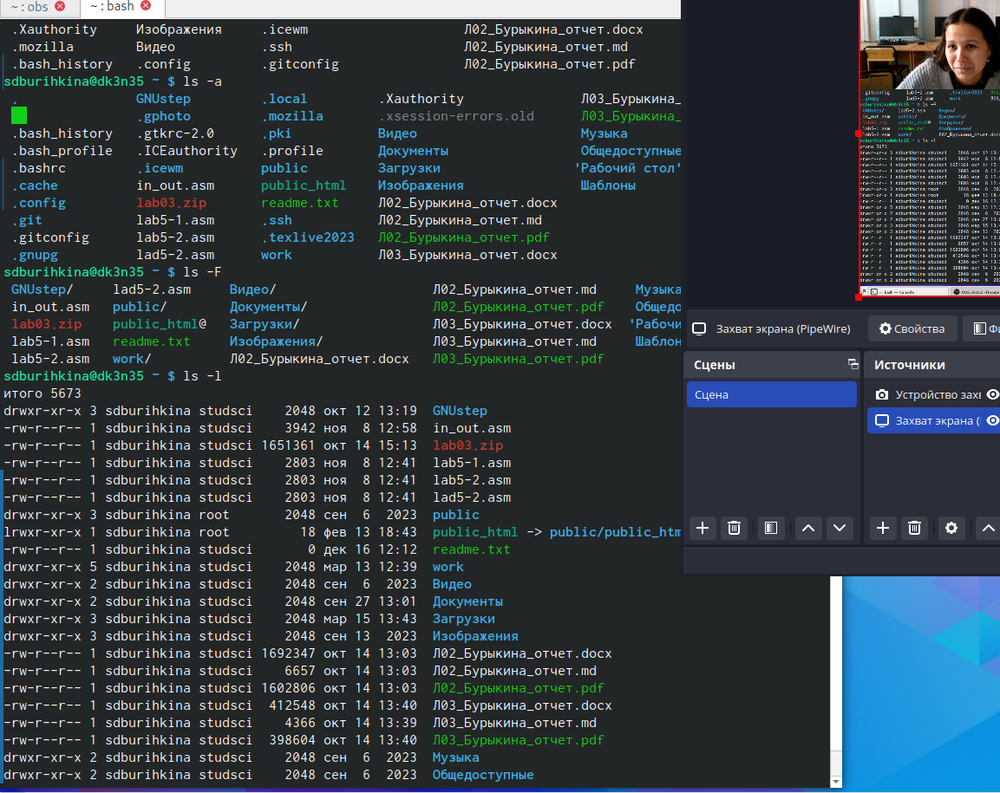 ~ : obs
~ : bash
.Xauthority Изображения .icewm Л02_Бурыкина_отчет.docx
.mozilla Видео .ssh Л02_Бурыкина_отчет.md
.bash_history .config .gitconfig Л02_Бурыкина_отчет.pdf
sdburihkina@dk3n35 ~ $ ls -a
. GNUstep .local .Xauthority Л03_Бурыкина_
.gphoto .mozilla .xsession-errors.old Л03_Бурыкина_
.bash_history .gtkrc-2.0 .pki Видео Музыка
.bash_profile .ICEauthority .profile Документы Общедоступные
.bashrc .icewm public Загрузки 'Рабочий стол'
.cache in_out.asm public_html Изображения Шаблоны
.config lab03.zip readme.txt Л02_Бурыкина_отчет.docx
.git lab5-1.asm .ssh Л02_Бурыкина_отчет.md
.gitconfig lab5-2.asm .texlive2023 Л02_Бурыкина_отчет.pdf
.gnupg lad5-2.asm work Л03_Бурыкина_отчет.docx
sdburihkina@dk3n35 ~ $ ls -F
GNUstep/ lad5-2.asm Видео/ Л02_Бурыкина_отчет.md Музыка
in_out.asm public/ Документы/ Л02_Бурыкина_отчет.pdf Общедо
lab03.zip public_html@ Загрузки/ Л03_Бурыкина_отчет.docx 'Рабочи
lab5-1.asm readme.txt Изображения/ Л03_Бурыкина_отчет.md Шаблон
lab5-2.asm work/ Л02_Бурыкина_отчет.docx Л03_Бурыкина_отчет.pdf
sdburihkina@dk3n35 ~ $ ls -l
итого 5673
drwxr-xr-x 3 sdburihkina studsci 2048 окт 12 13:19 GNUstep
-rw-r--r-- 1 sdburihkina studsci 3942 ноя 8 12:58 in_out.asm
-rw-r--r-- 1 sdburihkina studsci 1651361 окт 14 15:13 lab03.zip
-rw-r--r-- 1 sdburihkina studsci 2803 ноя 8 12:41 lab5-1.asm
-rw-r--r-- 1 sdburihkina studsci 2803 ноя 8 12:41 lab5-2.asm
-rw-r--r-- 1 sdburihkina studsci 2803 ноя 8 12:41 lad5-2.asm
drwxr-xr-x 3 sdburihkina root 2048 сен 6 2023 public
lrwxr-xr-x 1 sdburihkina root 18 фев 13 18:43 public_html -> public/public_htm
-rw-r--r-- 1 sdburihkina studsci 0 дек 16 12:12 readme.txt
drwxr-xr-x 5 sdburihkina studsci 2048 мар 13 12:39 work
drwxr-xr-x 2 sdburihkina studsci 2048 сен 6 2023 Видео
drwxr-xr-x 2 sdburihkina studsci 2048 сен 27 13:01 Документы
drwxr-xr-x 2 sdburihkina studsci 2048 мар 15 13:43 Загрузки
drwxr-xr-x 3 sdburihkina studsci 2048 сен 13 2023 Изображения
-rw-r--r-- 1 sdburihkina studsci 1692347 окт 14 13:03 Л02_Бурыкина_отчет.docx
-rw-r--r-- 1 sdburihkina studsci 6657 окт 14 13:03 Л02_Бурыкина_отчет.md
-rw-r--r-- 1 sdburihkina studsci 1602806 окт 14 13:03 Л02_Бурыкина_отчет.pdf
-rw-r--r-- 1 sdburihkina studsci 412548 окт 14 13:40 Л03_Бурыкина_отчет.docx
-rw-r--r-- 1 sdburihkina studsci 4366 окт 14 13:39 Л03_Бурыкина_отчет.md
-rw-r--r-- 1 sdburihkina studsci 398604 окт 14 13:40 Л03_Бурыкина_отчет.pdf
drwxr-xr-x 2 sdburihkina studsci 2048 сен 6 2023 Музыка
drwxr-xr-x 2 sdburihkina studsci 2048 сен 6 2023 Общедоступные
Захват экрана (PipeWire) Свойства
Сцены
Сцена
Источники
Устройство захв
Захват экрана (